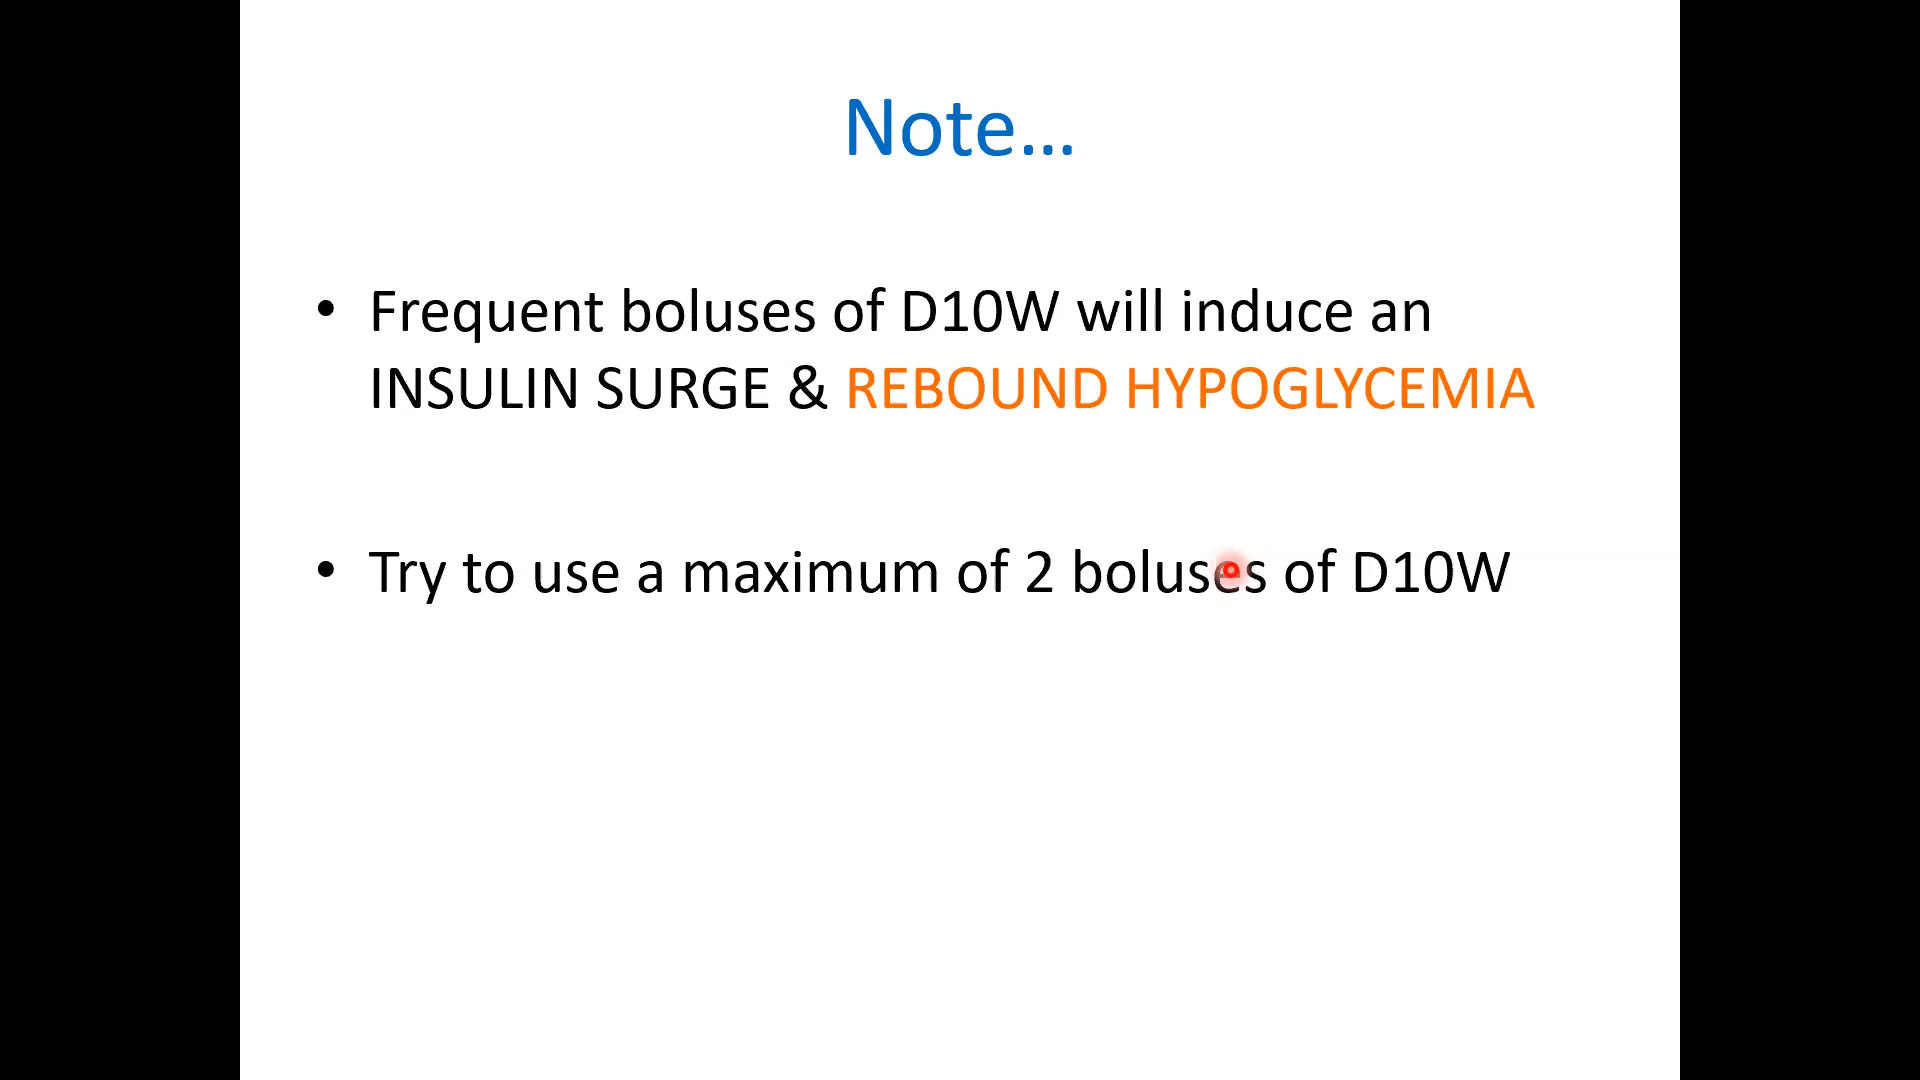 Note...
• Frequent boluses of D10W will induce an
INSULIN SURGE & REBOUND HYPOGLYCEMIA
• Try to use a maximum of 2 boluses of D10W